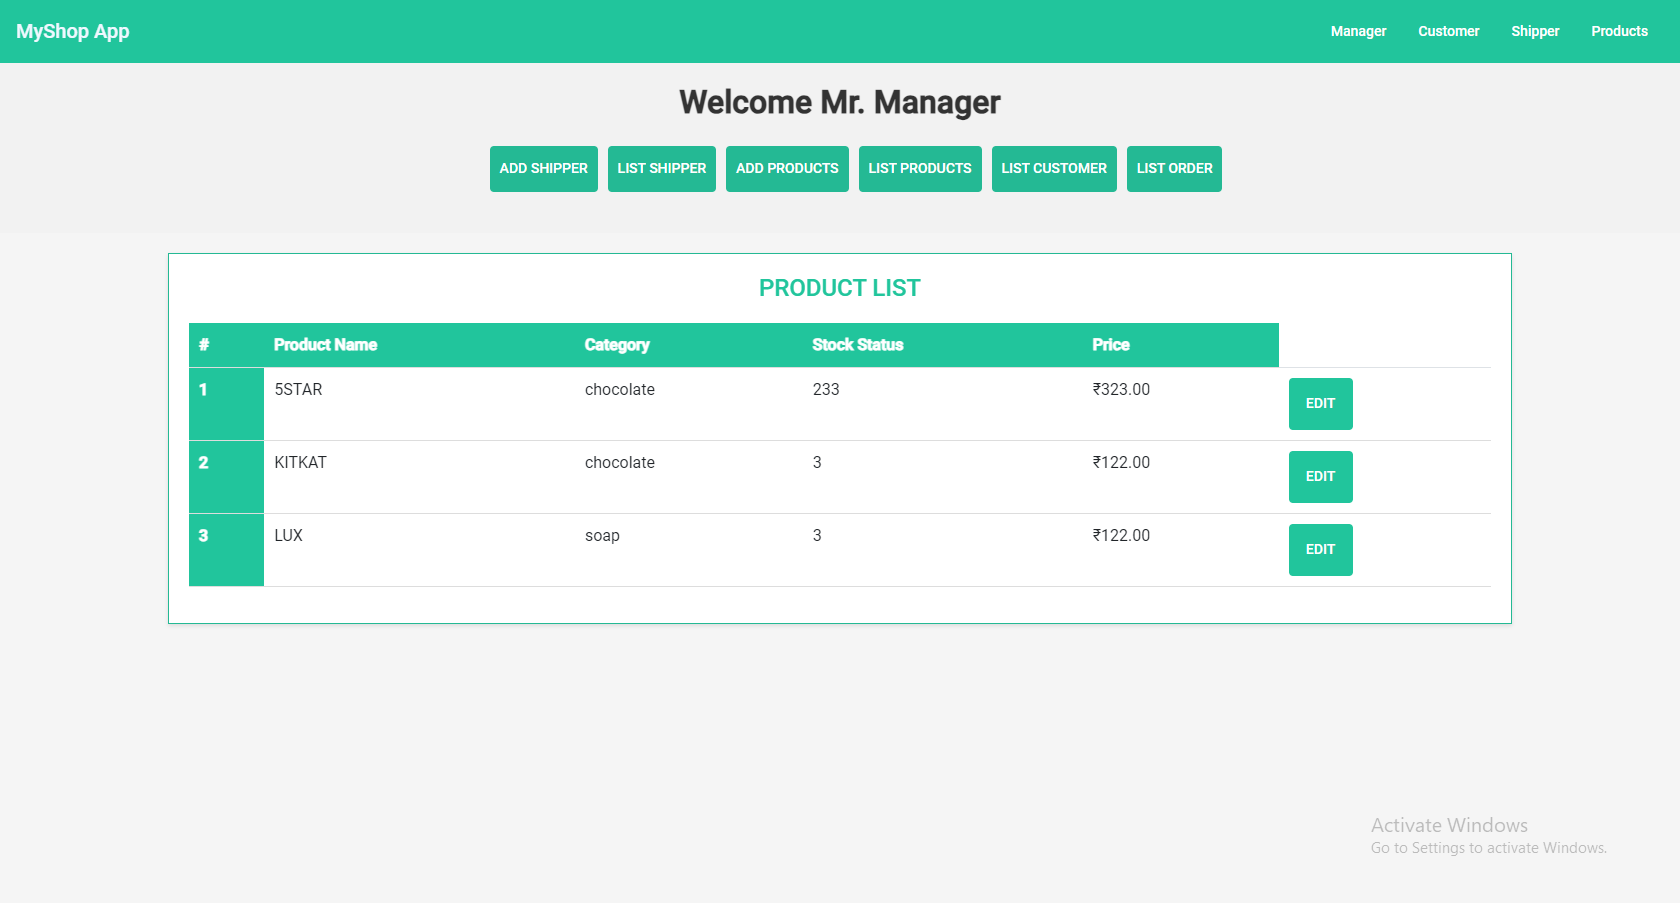 MyShop App Manager Customer Shipper Products
Welcome Mr. Manager
ADD SHIPPER LIST SHIPPER ADD PRODUCTS LIST PRODUCTS LIST CUSTOMER LIST ORDER
PRODUCT LIST
# Product Name Category Stock Status Price
1 5STAR chocolate 233 ₹323.00 EDIT
2 KITKAT chocolate 3 ₹122.00 EDIT
3 LUX soap 3 ₹122.00 EDIT
Activate Windows
Go to Settings to activate Windows.